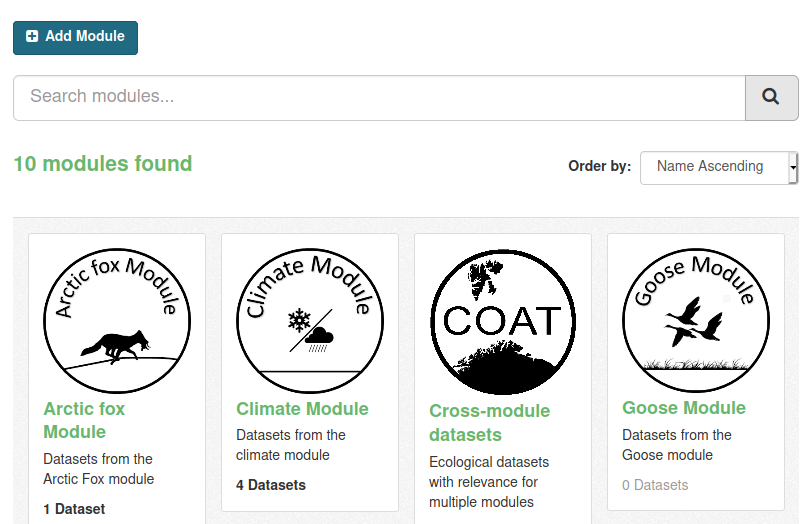 Add Module
Search modules...
10 modules found
Order by:
Name Ascending
Arctic fox Module
Arctic fox
Module
Datasets from the
Arctic Fox module
1 Dataset
Climate Module
Climate Module
Datasets from the
climate module
4 Datasets
COAT
Cross-module
datasets
Ecological datasets
with relevance for
multiple modules
Goose Module
Goose Module
Datasets from the
Goose module
0 Datasets